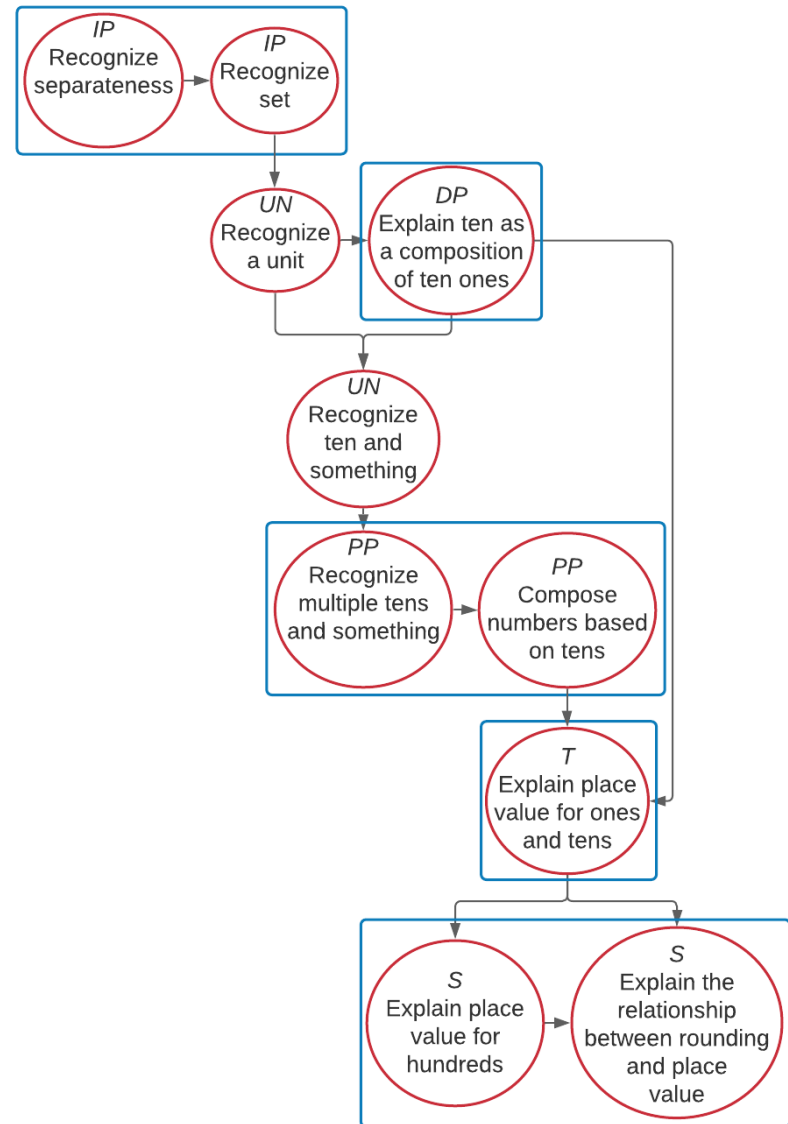 IP
Recognize
separateness
IP
Recognize
set
UN
Recognize
a unit
DP
Explain ten as
a composition
of ten ones
UN
Recognize
ten and
something
PP
Recognize
multiple tens
and something
PP
Compose
numbers based
on tens
T
Explain place
value for ones
and tens
S
Explain place
value for
hundreds
S
Explain the
relationship
between rounding
and place
value